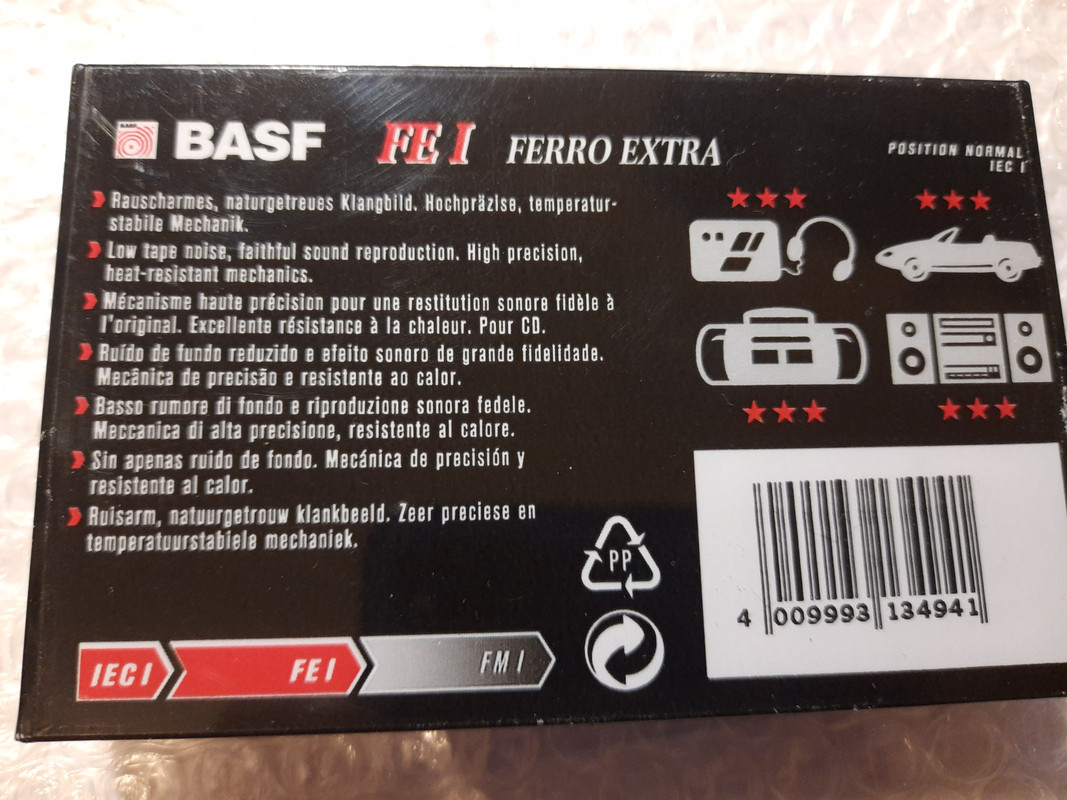 BASF FE I FERRO EXTRA
POSITION NORMAL
IEC I
Rauscharmes, naturgetreues Klangbild. Hochpräzise, temperatur-
stabile Mechanik.
Low tape noise, faithful sound reproduction. High precision,
heat-resistant mechanics.
Mécanisme haute précision pour une restitution sonore fidèle à
l'original. Excellente résistance à la chaleur. Pour CD.
Ruído de fundo reduzido e efeito sonoro de grande fidelidade.
Mecânica de precisão e resistente ao calor.
Basso rumore di fondo e riproduzione sonora fedele.
Meccanica di alta precisione, resistente al calore.
Sin apenas ruido de fondo. Mecánica de precisión y
resistente al calor.
Ruisarm, natuurgetrouw klankbeeld. Zeer preciese en
temperatuurstabiele mechaniek.
PP
4 009993 134941
IEC I FE I FM I